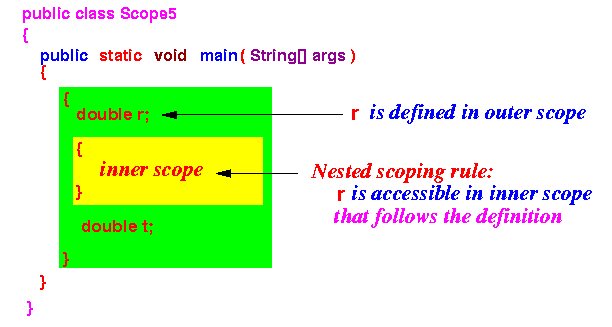 public class Scope5
{
public static void main( String[] args )
{
{
double r;
r is defined in outer scope
{
inner scope
}
Nested scoping rule:
r is accessible in inner scope
that follows the definition
double t;
}
}
}